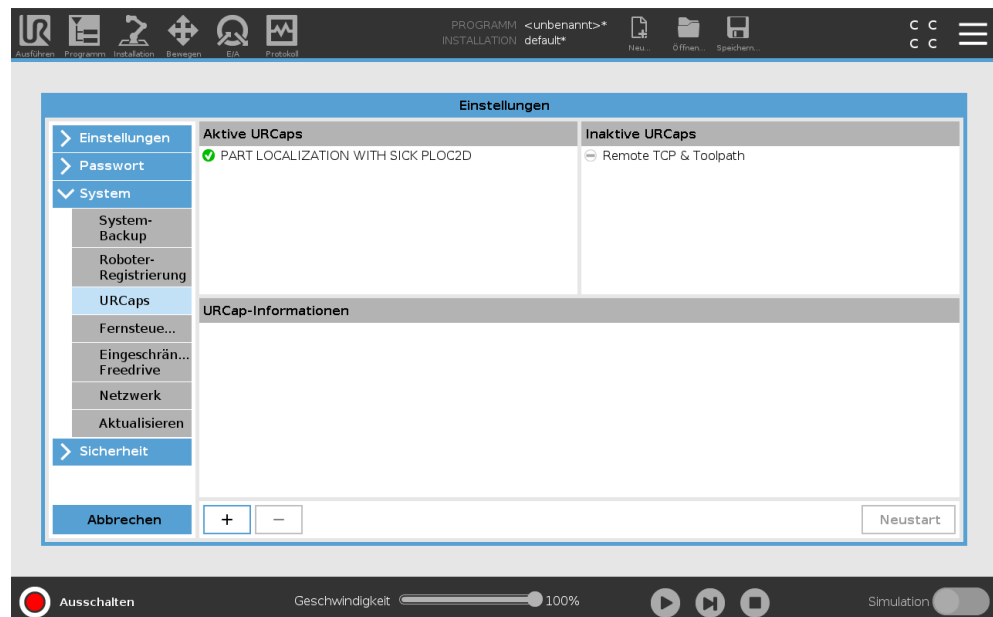 PROGRAMM <unbenannt>*
INSTALLATION default*
Ausführen Programm Installation Bewegen E/A Protokoll
Neu... Öffnen... Speichern...
C C
C C
Einstellungen
Einstellungen
Passwort
System
System-
Backup
Roboter-
Registrierung
URCaps
Fernsteue...
Eingeschrän...
Freedrive
Netzwerk
Aktualisieren
Sicherheit
Abbrechen
Aktive URCaps
PART LOCALIZATION WITH SICK PLOC2D
Inaktive URCaps
Remote TCP & Toolpath
URCap-Informationen
+ −
Neustart
Ausschalten
Geschwindigkeit 100%
Simulation